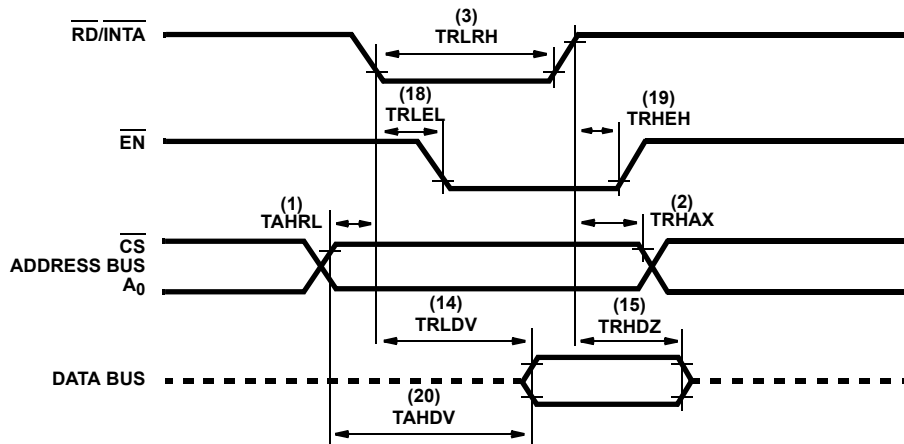 (3)
RD/INTA
TRLRH
(18)
TRLEL
(19)
TRHEH
EN
(1)
TAHRL
(2)
TRHAX
CS
ADDRESS BUS
A0
(14)
TRLDV
(15)
TRHDZ
DATA BUS
(20)
TAHDV